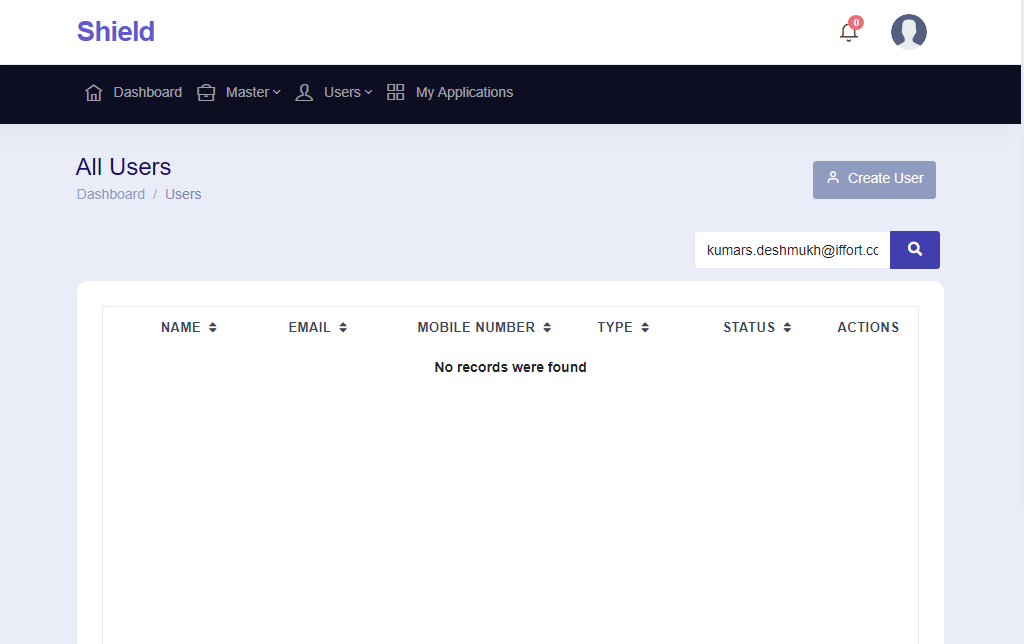 Shield
0
Dashboard Master Users My Applications
All Users
Dashboard / Users
Create User
kumars.deshmukh@iffort.cc
NAME EMAIL MOBILE NUMBER TYPE STATUS ACTIONS
No records were found